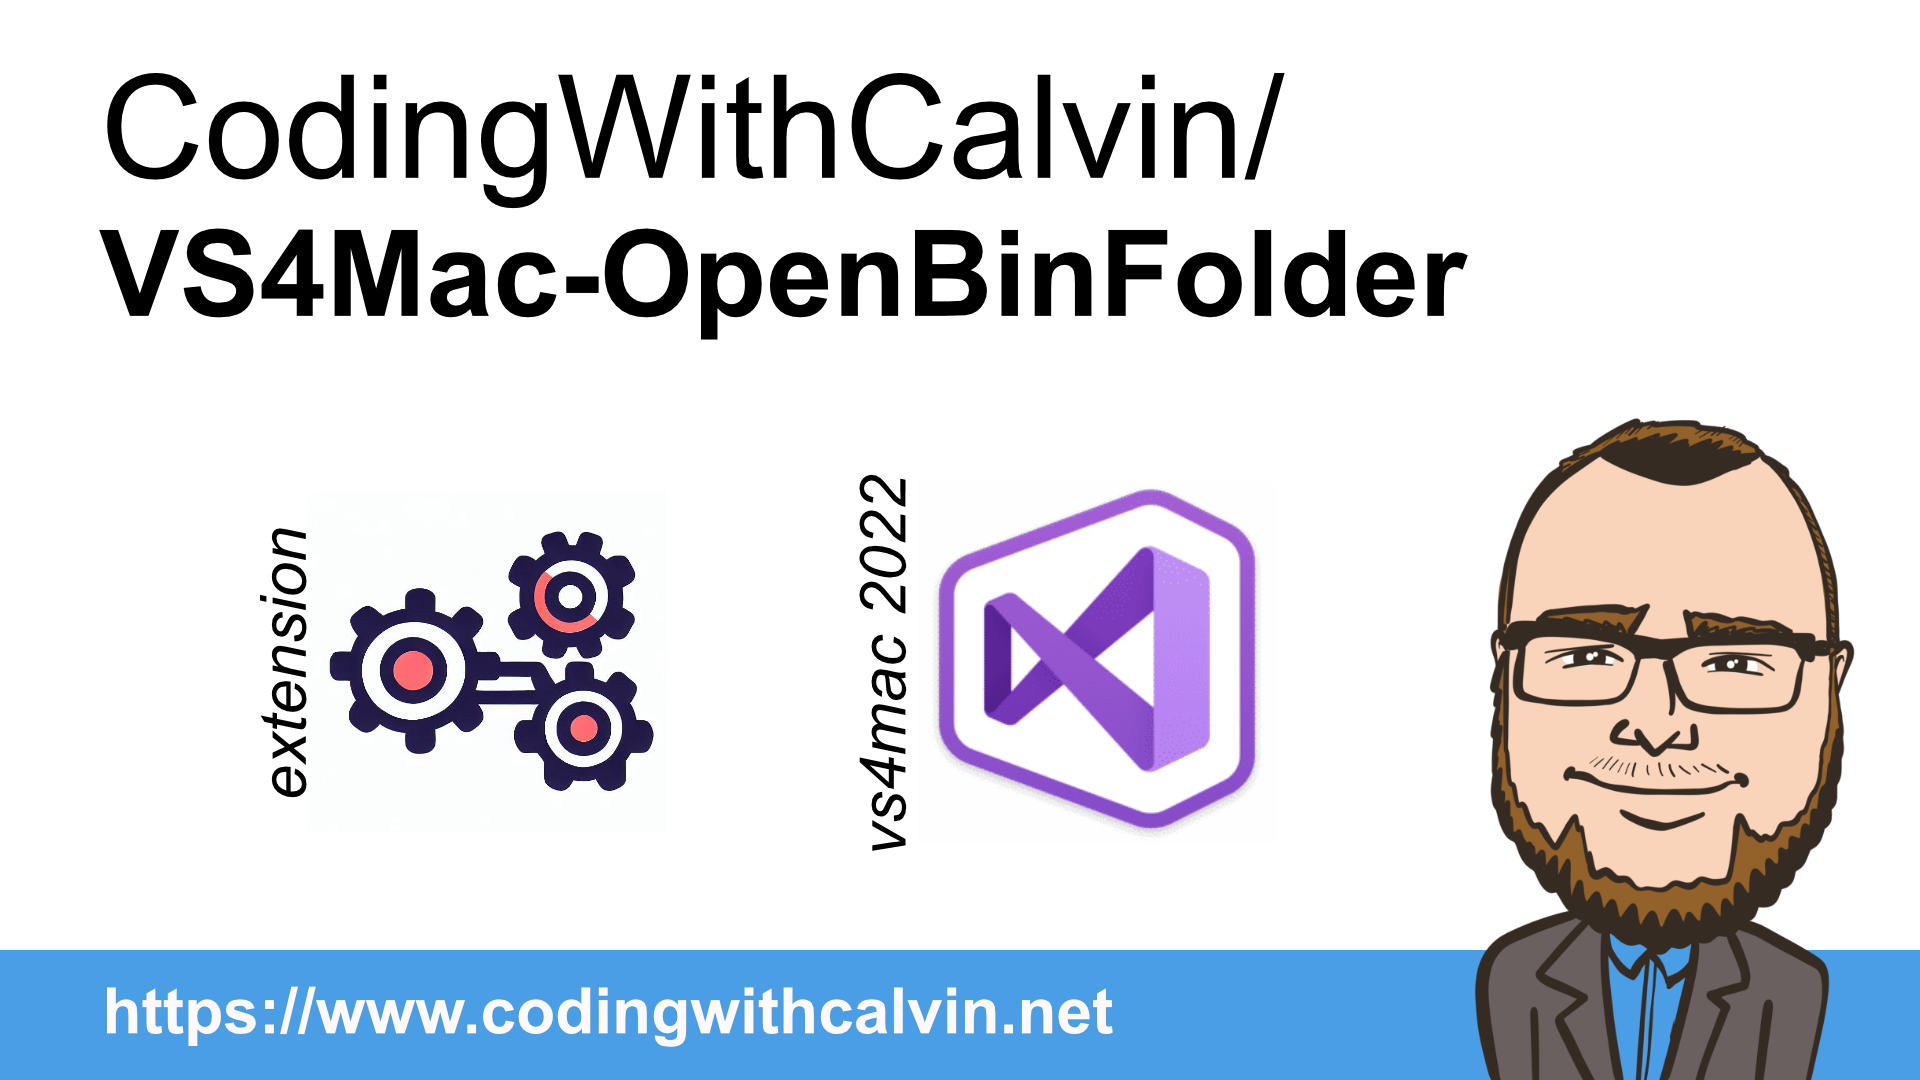 CodingWithCalvin/
VS4Mac-OpenBinFolder
extension
vs4mac 2022
https://www.codingwithcalvin.net